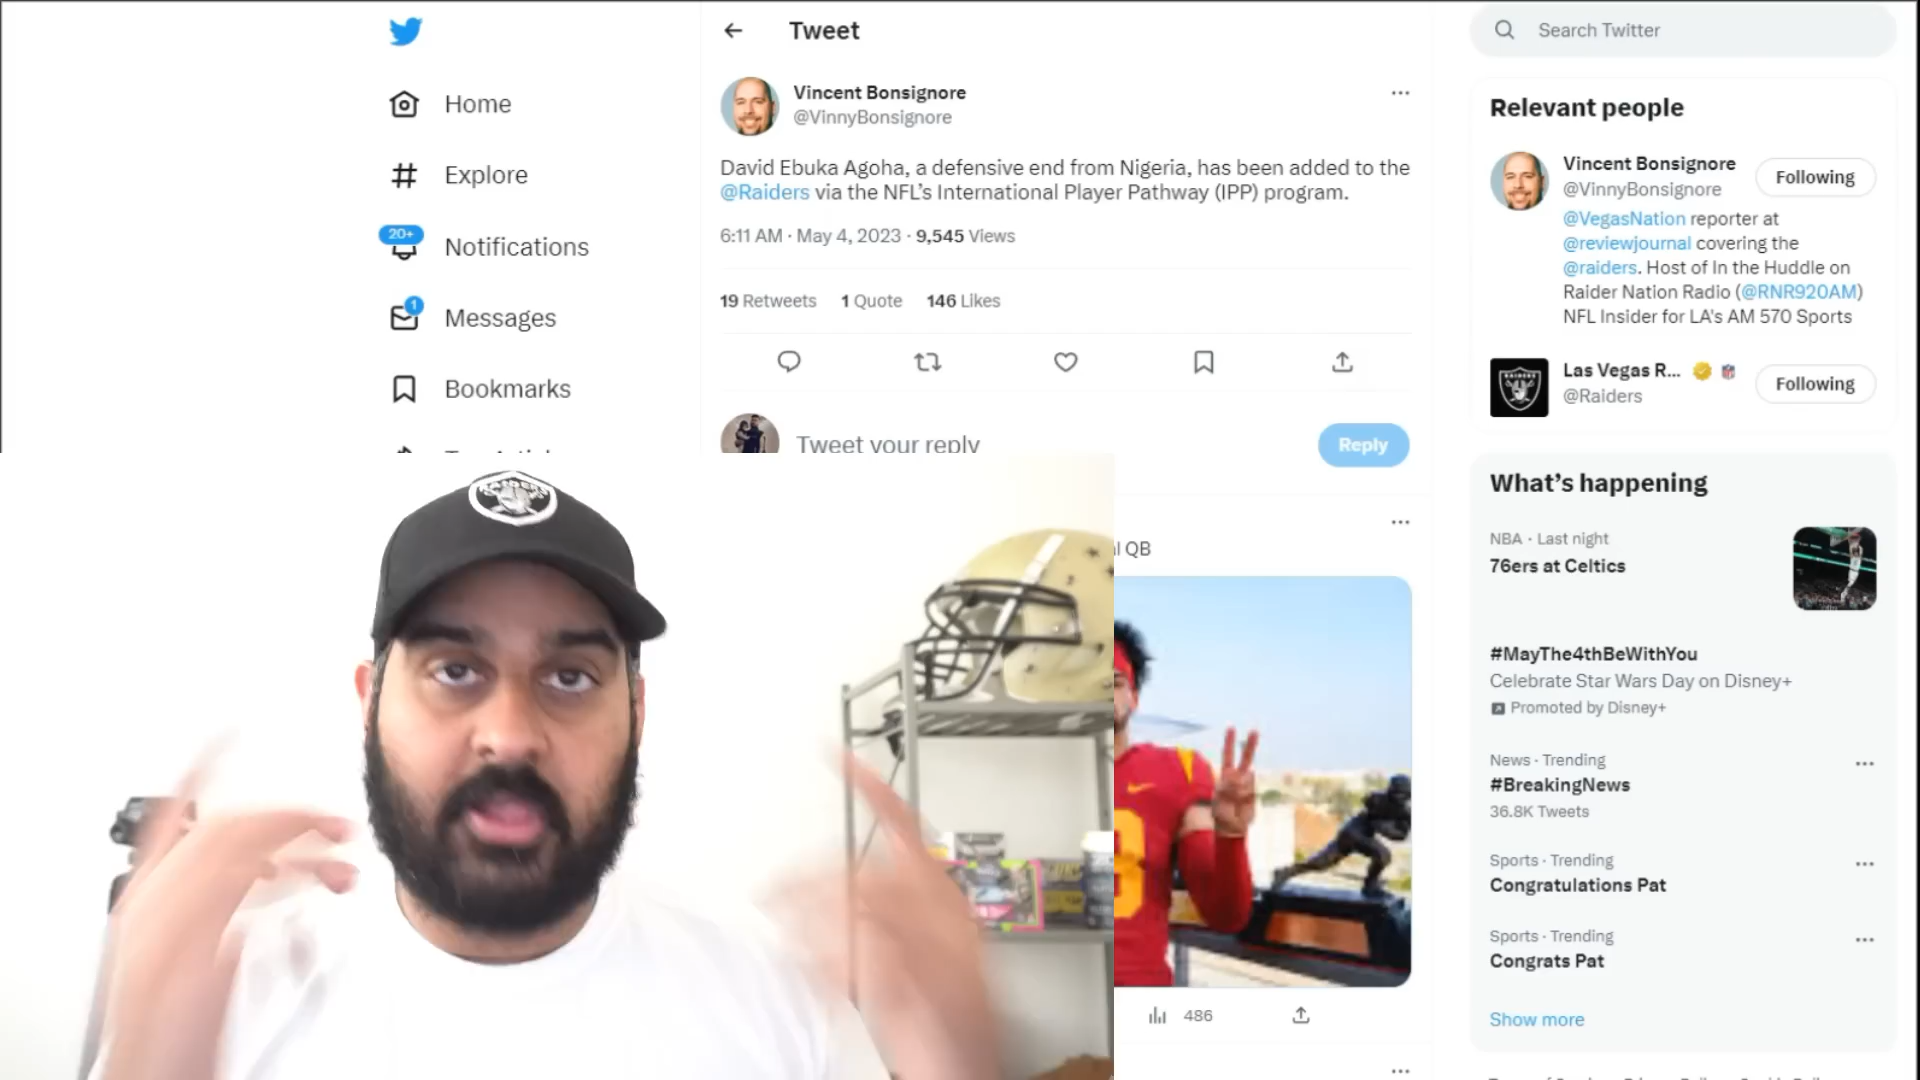 Home
Explore
20+
Notifications
1
Messages
Bookmarks
Tweet
Vincent Bonsignore
@VinnyBonsignore
David Ebuka Agoha, a defensive end from Nigeria, has been added to the
@Raiders via the NFL’s International Player Pathway (IPP) program.
6:11 AM · May 4, 2023 · 9,545 Views
19 Retweets 1 Quote 146 Likes
Tweet your reply
Reply
QB
486
RAIDERS
Search Twitter
Relevant people
Vincent Bonsignore
@VinnyBonsignore
Following
@VegasNation reporter at
@reviewjournal covering the
@raiders. Host of In the Huddle on
Raider Nation Radio (@RNR920AM)
NFL Insider for LA's AM 570 Sports
Las Vegas R...
@Raiders
Following
What’s happening
NBA · Last night
76ers at Celtics
#MayThe4thBeWithYou
Celebrate Star Wars Day on Disney+
Promoted by Disney+
News · Trending
#BreakingNews
36.8K Tweets
Sports · Trending
Congratulations Pat
Sports · Trending
Congrats Pat
Show more